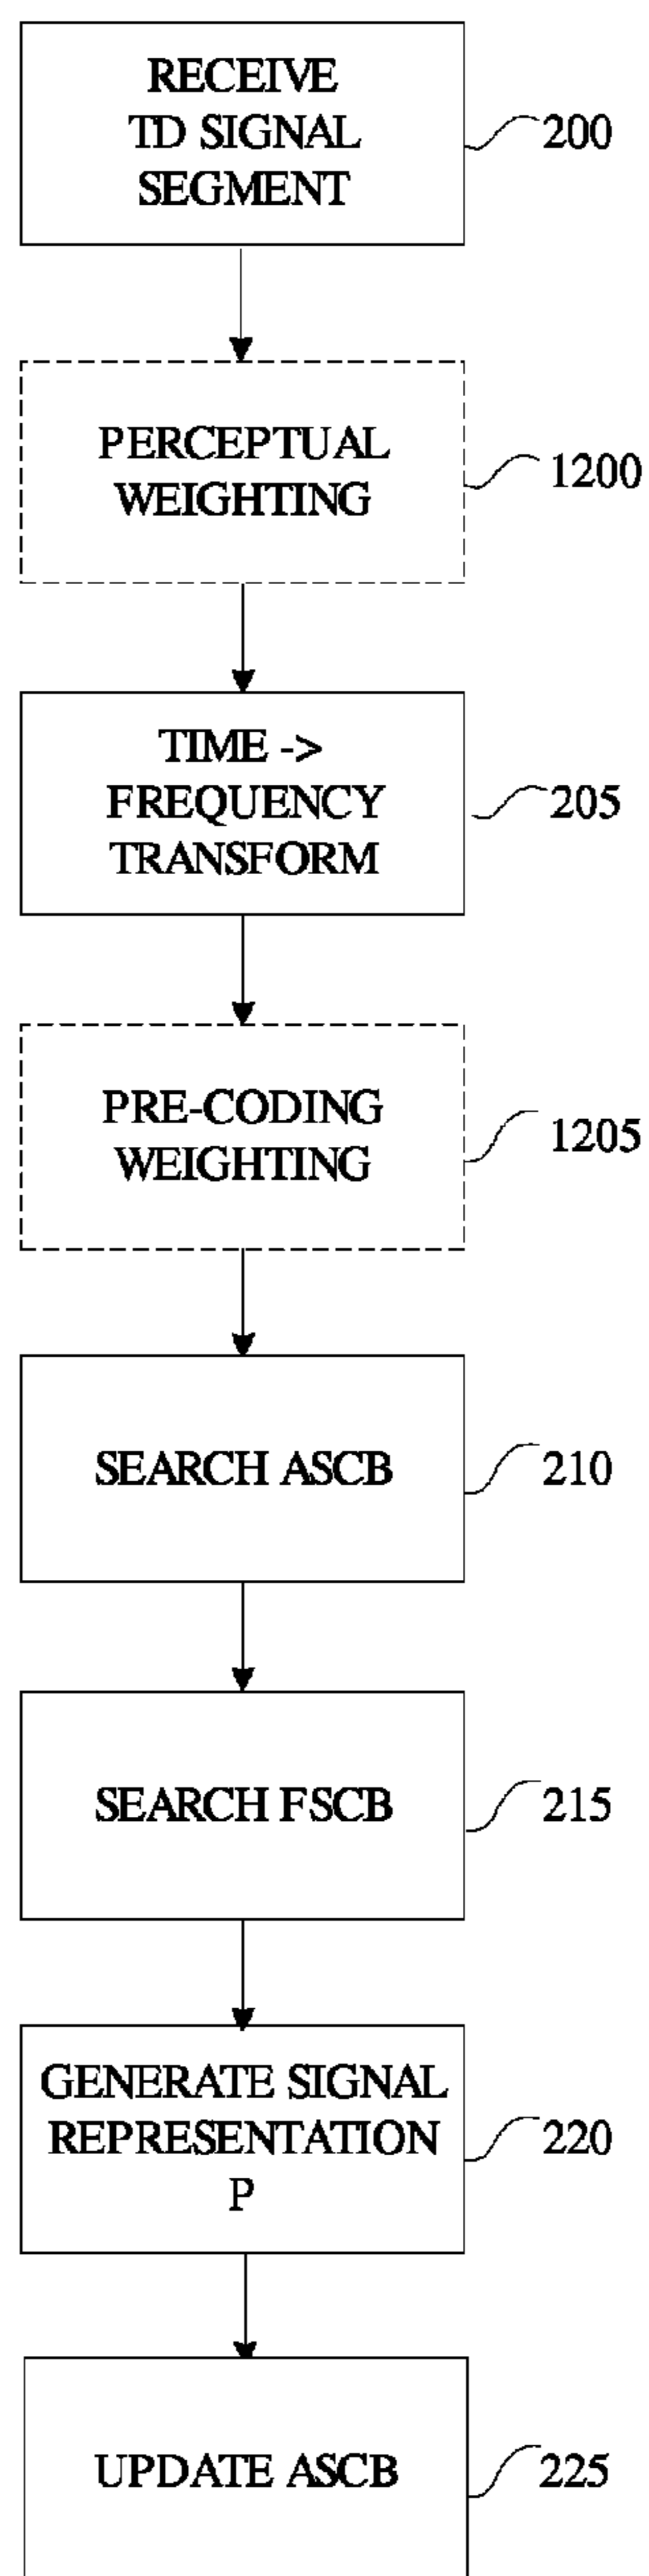 RECEIVE
TD SIGNAL
SEGMENT
200
PERCEPTUAL
WEIGHTING
1200
TIME ->
FREQUENCY
TRANSFORM
205
PRE-CODING
WEIGHTING
1205
SEARCH ASCB
210
SEARCH FSCB
215
GENERATE SIGNAL
REPRESENTATION
P
220
UPDATE ASCB
225